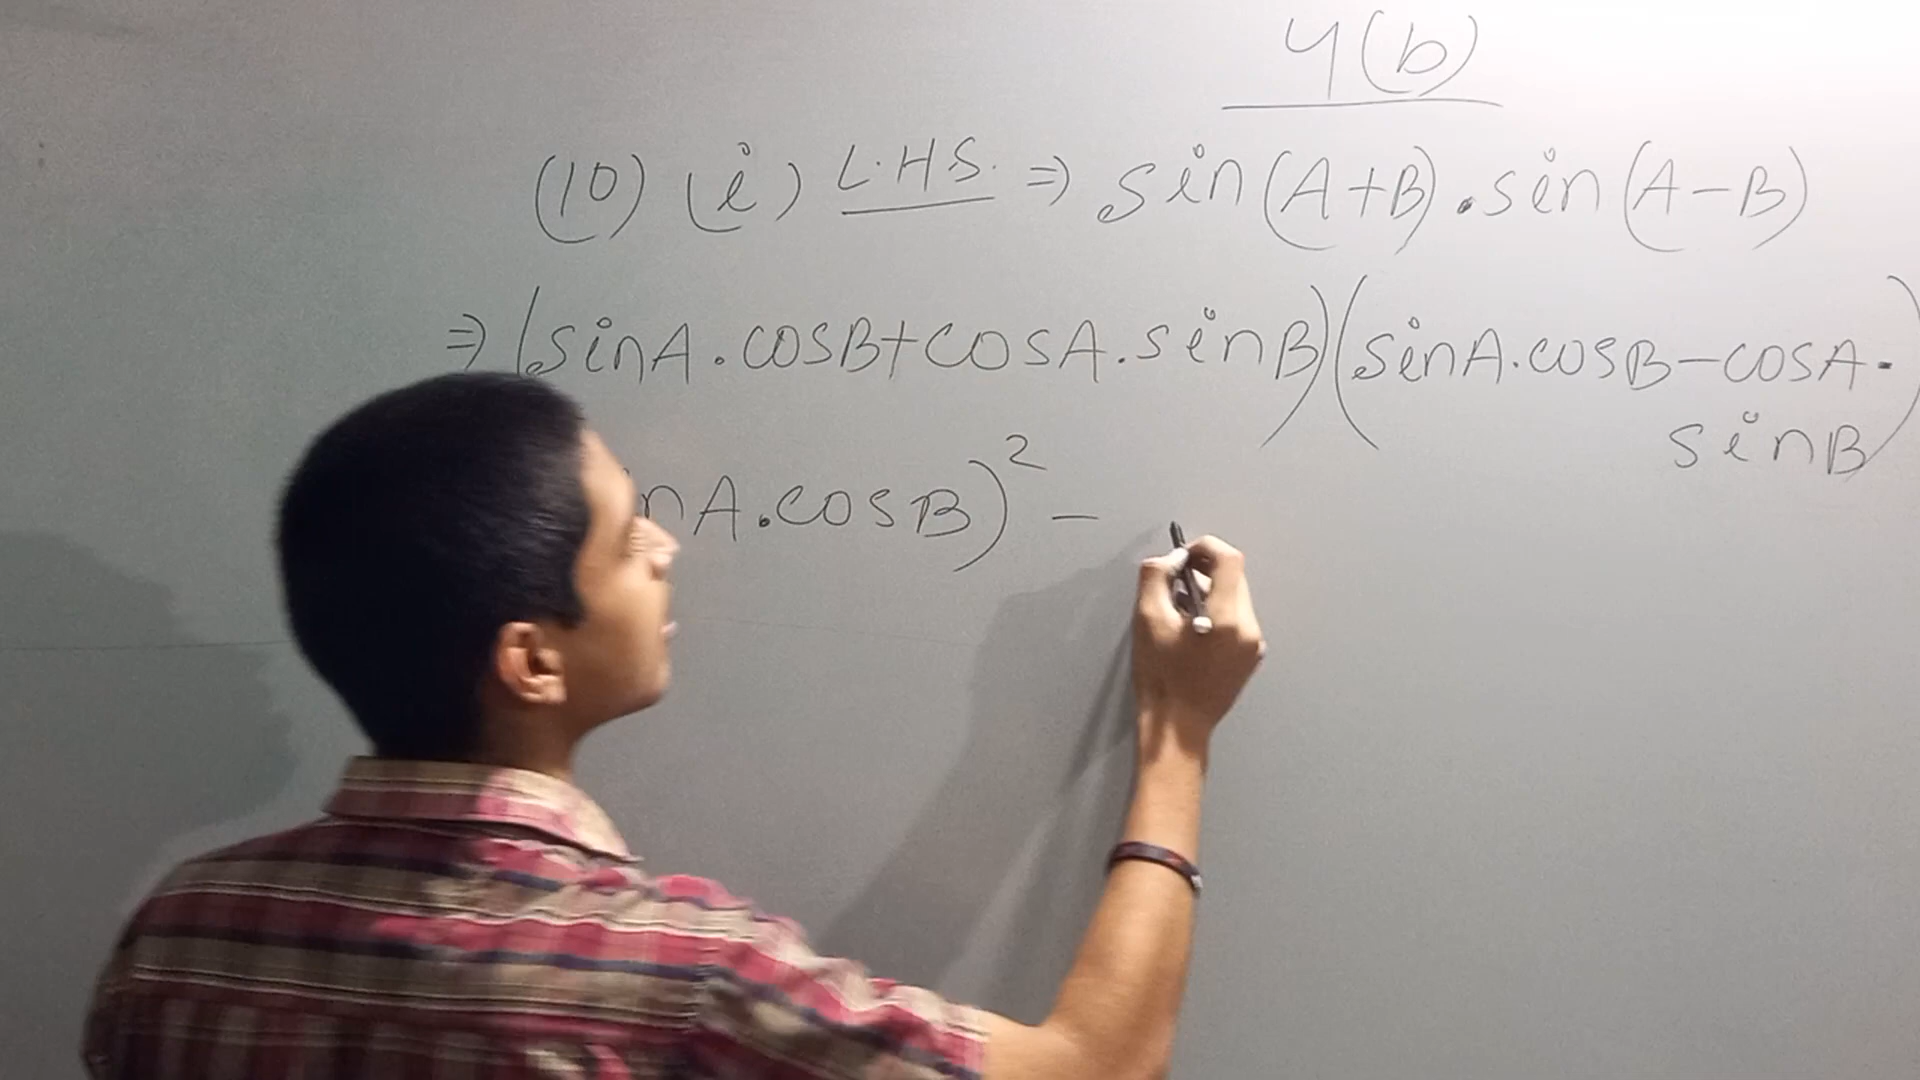 4(b)
(10) (i) L.H.S. ⇒ sin(A+B).sin(A-B)
⇒ (sinA.cosB+cosA.sinB)(sinA.cosB-cosA.
sinB)
nA.cosB)² -